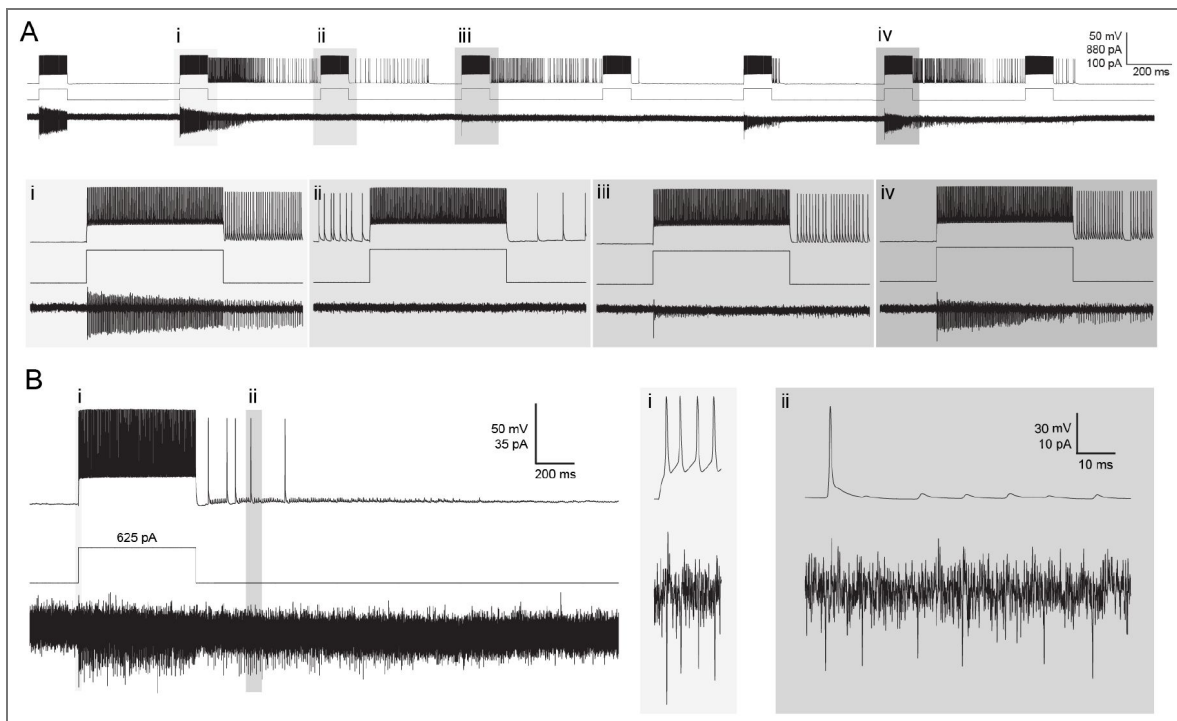 A
i
ii
iii
iv
50 mV
880 pA
100 pA
200 ms
i
ii
iii
iv
B
i
ii
50 mV
35 pA
200 ms
625 pA
i
ii
30 mV
10 pA
10 ms